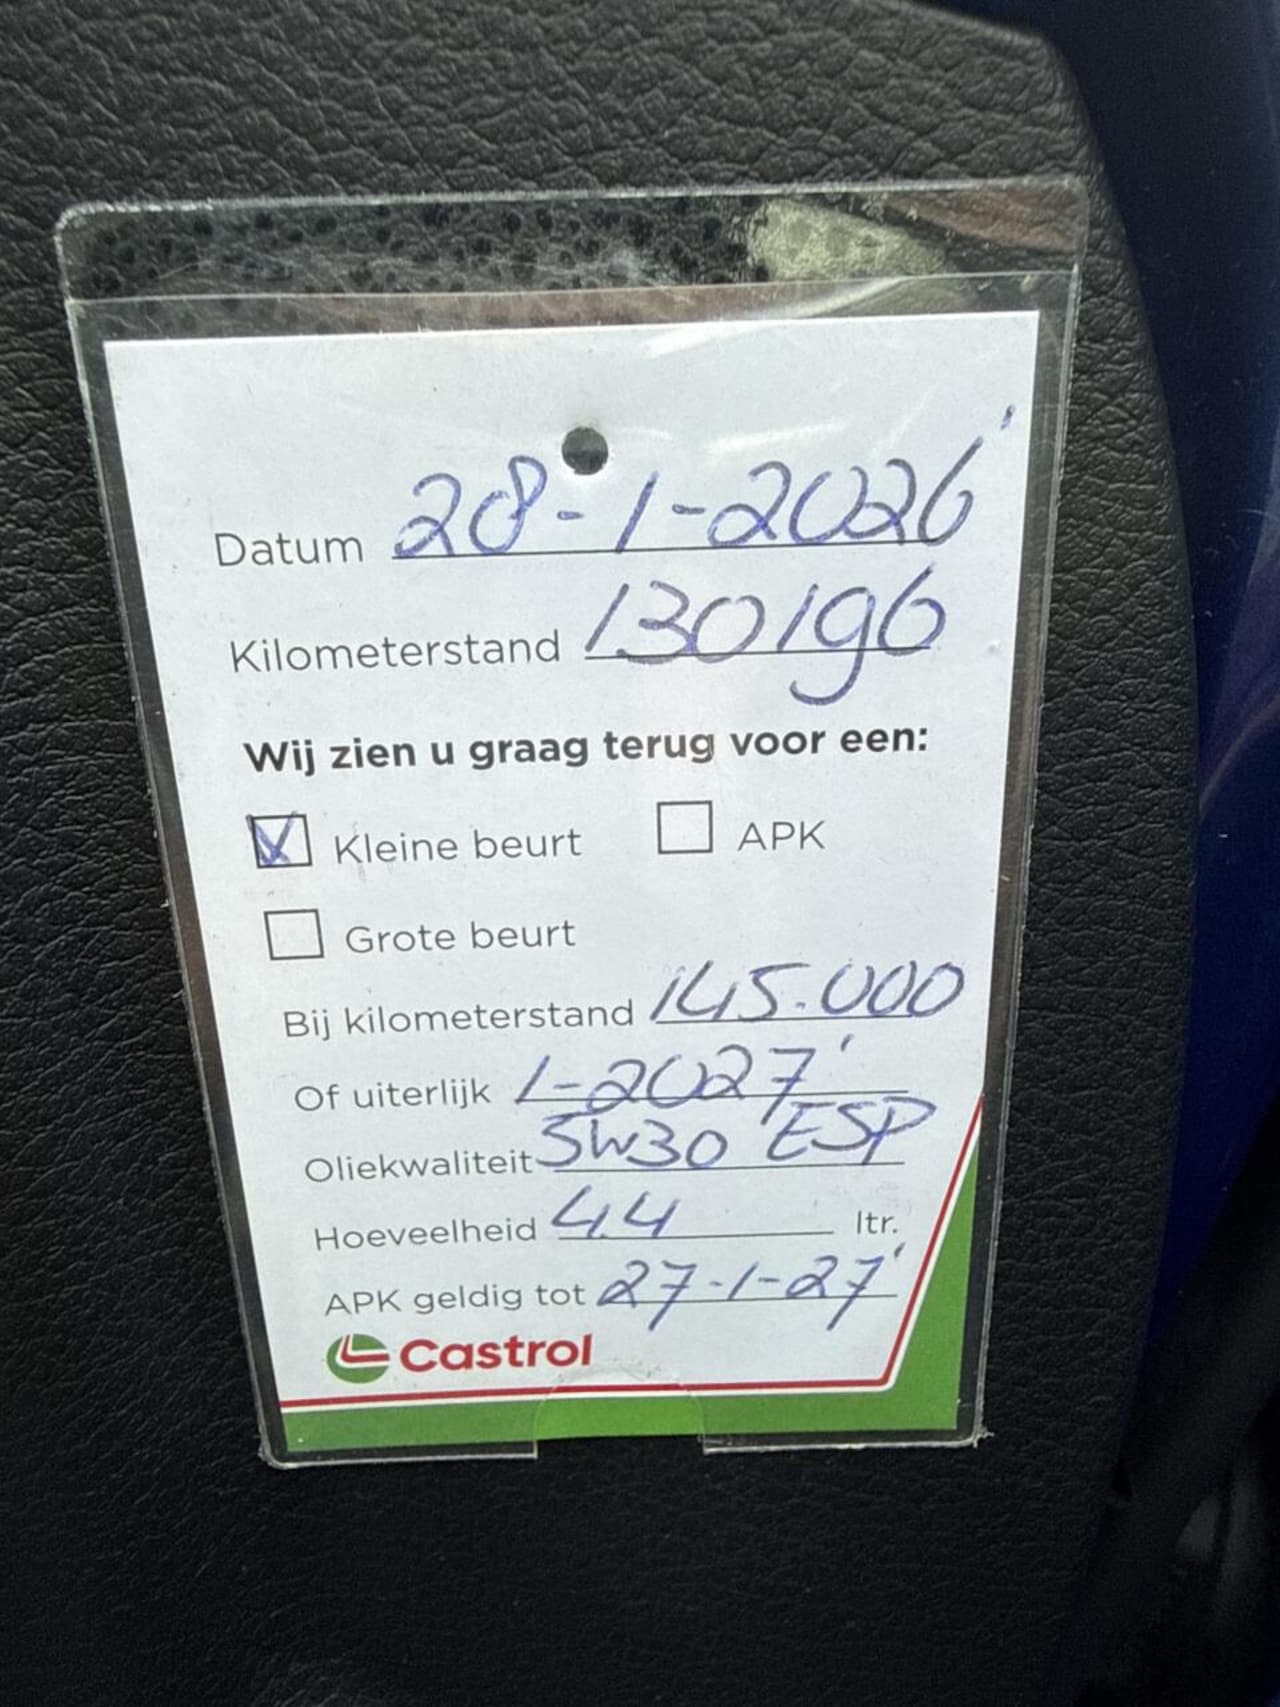 Datum 28-1-2026
Kilometerstand 130196
Wij zien u graag terug voor een:
Kleine beurt APK
Grote beurt
Bij kilometerstand 145.000
Of uiterlijk 1-2027
Oliekwaliteit 5W30 ESP
Hoeveelheid 4.4 ltr.
APK geldig tot 27-1-27
Castrol